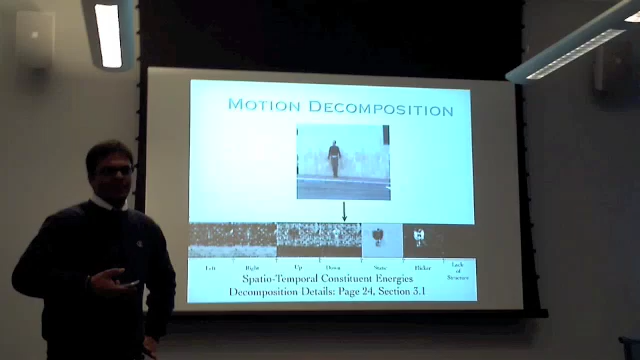 Motion Decomposition
Left Right Up Down Static Flicker Lack of Structure
Spatio-Temporal Constituent Energies
Decomposition Details: Page 24, Section 3.1